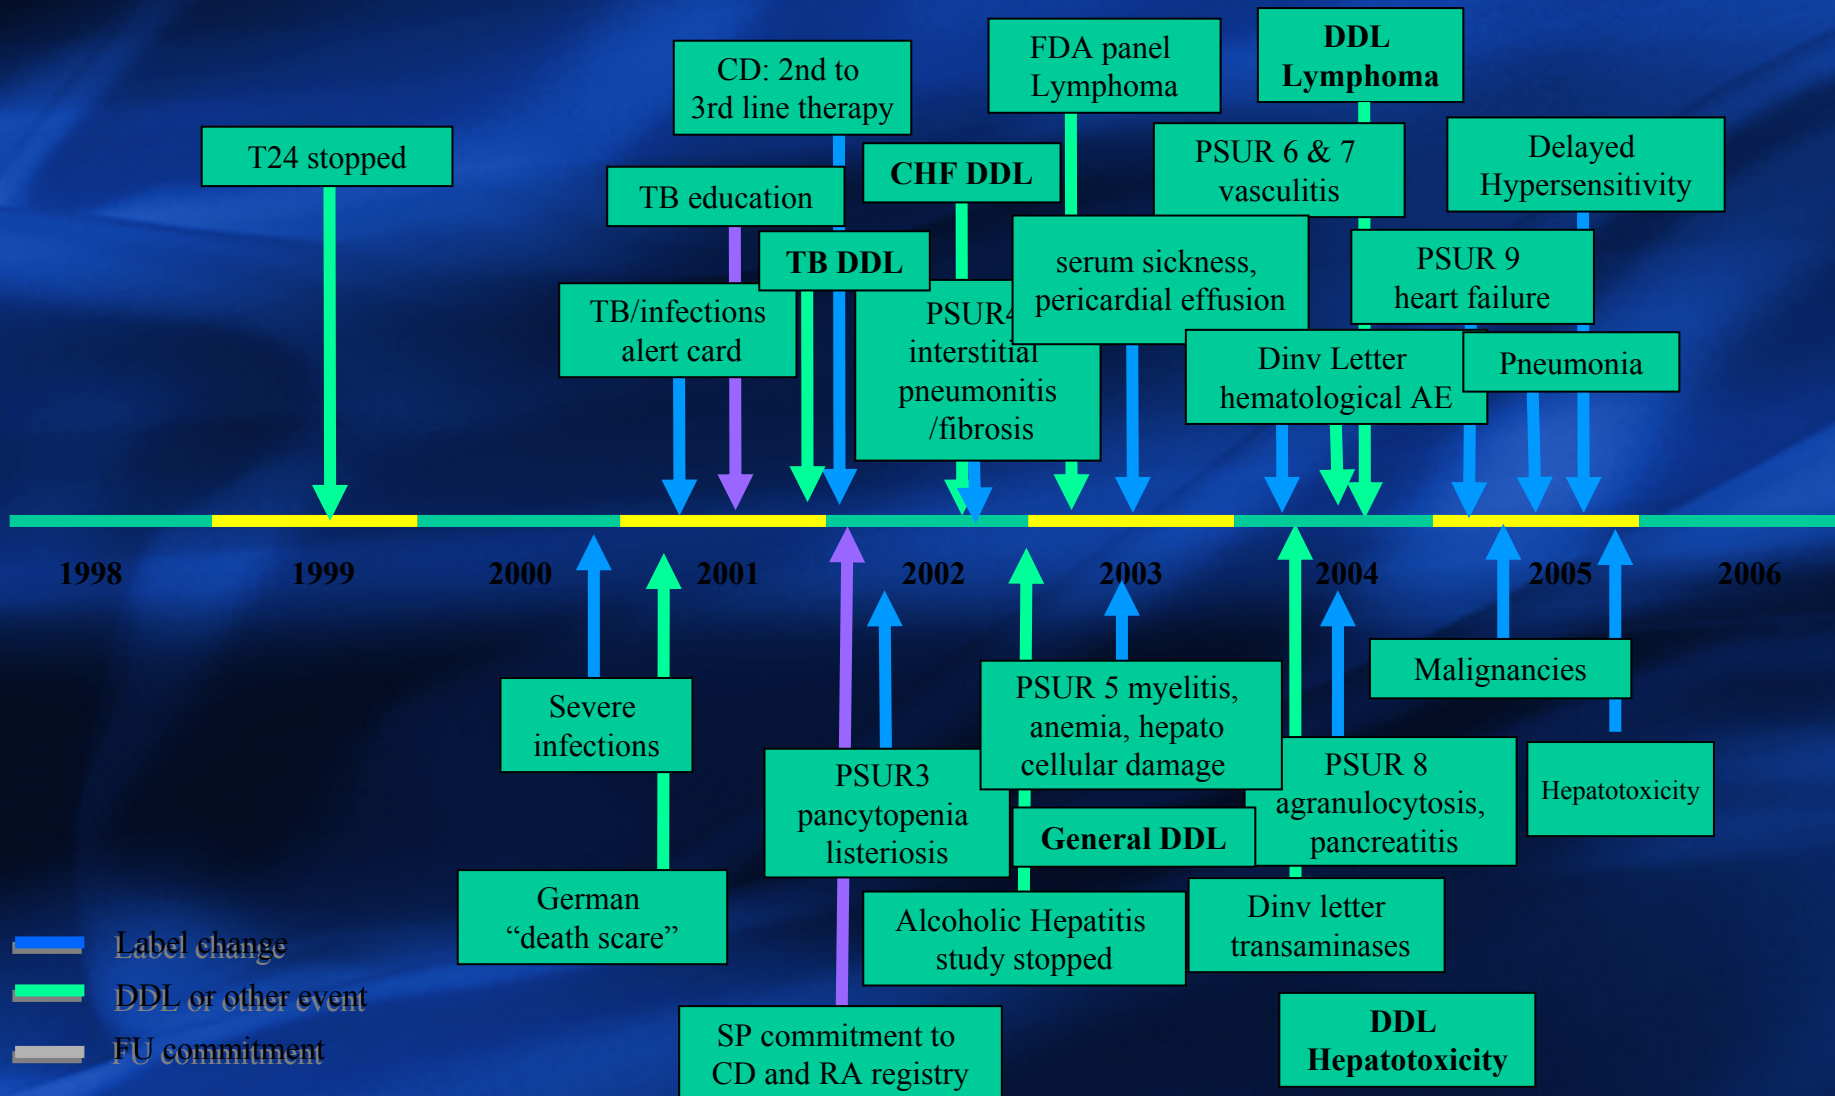 FDA panel
Lymphoma
DDL
Lymphoma
CD: 2nd to
3rd line therapy
T24 stopped
CHF DDL
PSUR 6 & 7
vasculitis
Delayed
Hypersensitivity
TB education
TB DDL
serum sickness,
pericardial effusion
PSUR 9
heart failure
TB/infections
alert card
PSUR4
interstitial
pneumonitis
/fibrosis
Dinv Letter
hematological AE
Pneumonia
1998
1999
2000
2001
2002
2003
2004
2005
2006
Severe
infections
PSUR 5 myelitis,
anemia, hepato
cellular damage
Malignancies
PSUR3
pancytopenia
listeriosis
PSUR 8
agranulocytosis,
pancreatitis
Hepatotoxicity
General DDL
German
“death scare”
Alcoholic Hepatitis
study stopped
Dinv letter
transaminases
Label change
DDL or other event
FU commitment
SP commitment to
CD and RA registry
DDL
Hepatotoxicity